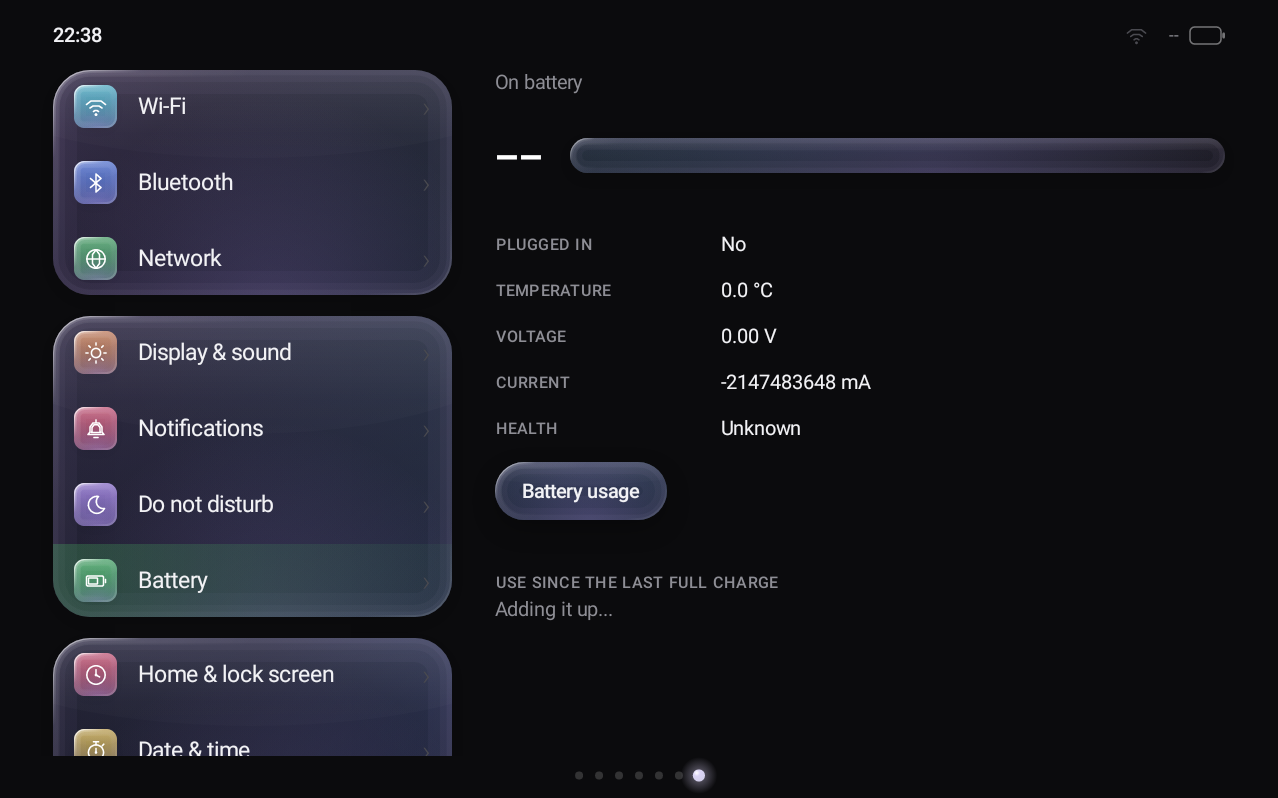 22:38
--
Wi-Fi
Bluetooth
Network
Display & sound
Notifications
Do not disturb
Battery
Home & lock screen
Date & time
On battery
--
PLUGGED IN No
TEMPERATURE 0.0 °C
VOLTAGE 0.00 V
CURRENT -2147483648 mA
HEALTH Unknown
Battery usage
USE SINCE THE LAST FULL CHARGE
Adding it up...